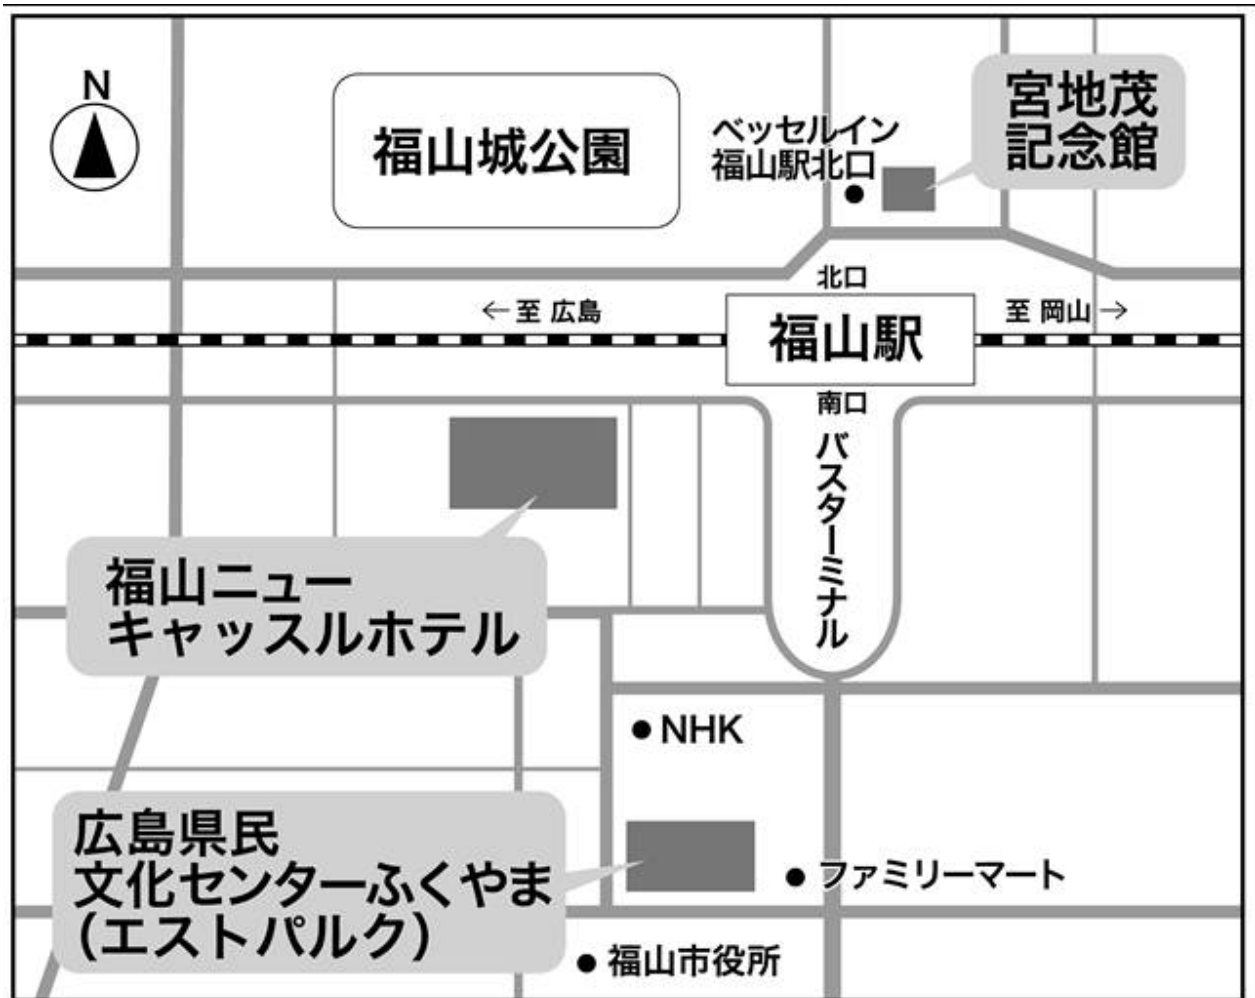 N
福山城公園
ベッセルイン
福山駅北口
宮地茂
記念館
北口
←至 広島
福山駅
至 岡山→
南口
バスターミナル
福山ニュー
キャッスルホテル
NHK
広島県民
文化センターふくやま
(エストパルク)
ファミリーマート
福山市役所